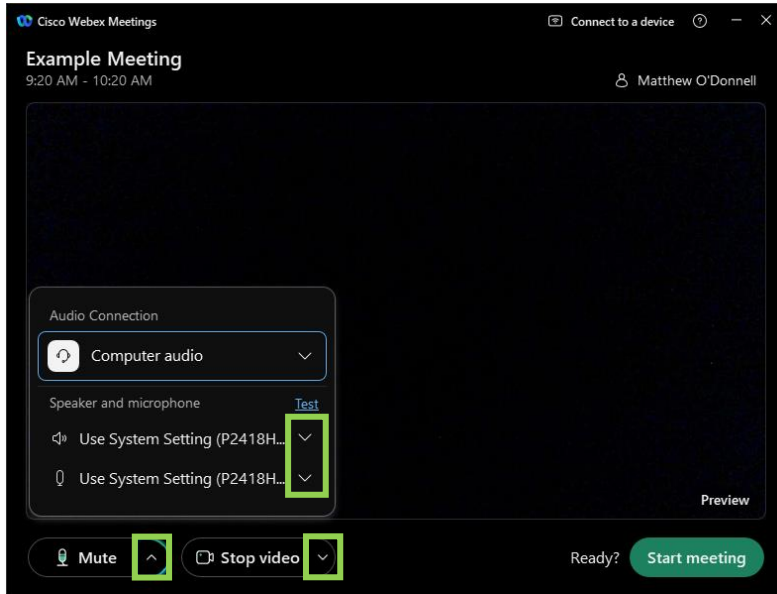 Cisco Webex Meetings
Connect to a device
Example Meeting
9:20 AM - 10:20 AM
Matthew O'Donnell
Audio Connection
Computer audio
Speaker and microphone Test
Use System Setting (P2418H...
Use System Setting (P2418H...
Preview
Mute
Stop video
Ready?
Start meeting